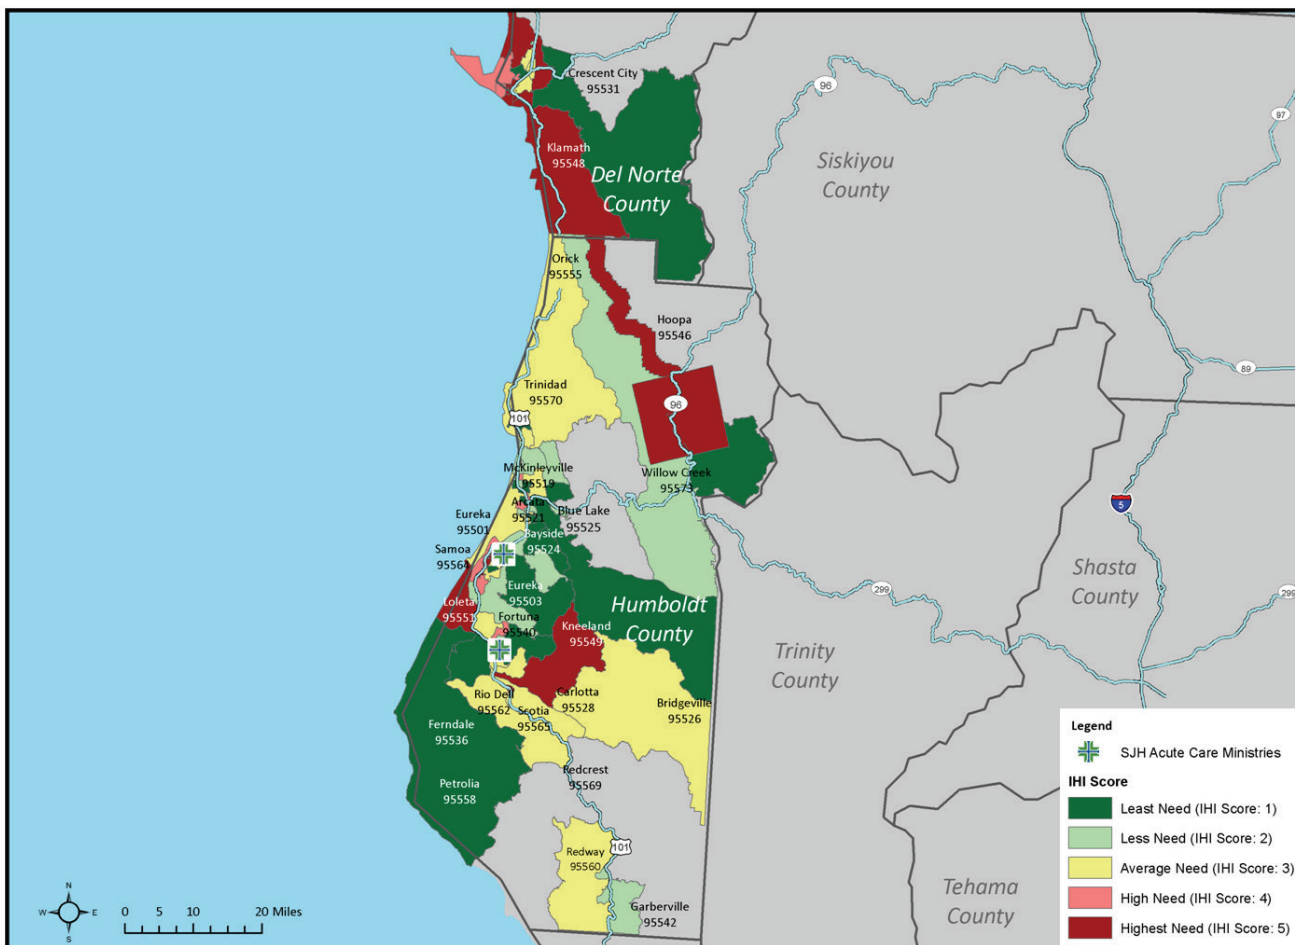 Crescent City
95531
96
97
Klamath
95548
Siskiyou
County
Del Norte
County
Orick
95555
Hoopa
95546
89
Trinidad
95570
96
101
McKinleyville
95519
Willow Creek
95573
Arcata
95521
Blue Lake
95525
5
Eureka
95501
Bayside
95524
Samoa
95564
Shasta
County
299
299
Eureka
95503
Loleta
95551
Humboldt
County
Fortuna
95540
Kneeland
95549
Trinity
County
Rio Dell
95562
Carlotta
95528
Scotia
95565
Bridgeville
95526
Ferndale
95536
Redcrest
95569
Petrolia
95558
101
Redway
95560
Garberville
95542
Tehama
County
N
W
E
S
0 5 10 20 Miles
Legend
SJH Acute Care Ministries
IHI Score
Least Need (IHI Score: 1)
Less Need (IHI Score: 2)
Average Need (IHI Score: 3)
High Need (IHI Score: 4)
Highest Need (IHI Score: 5)